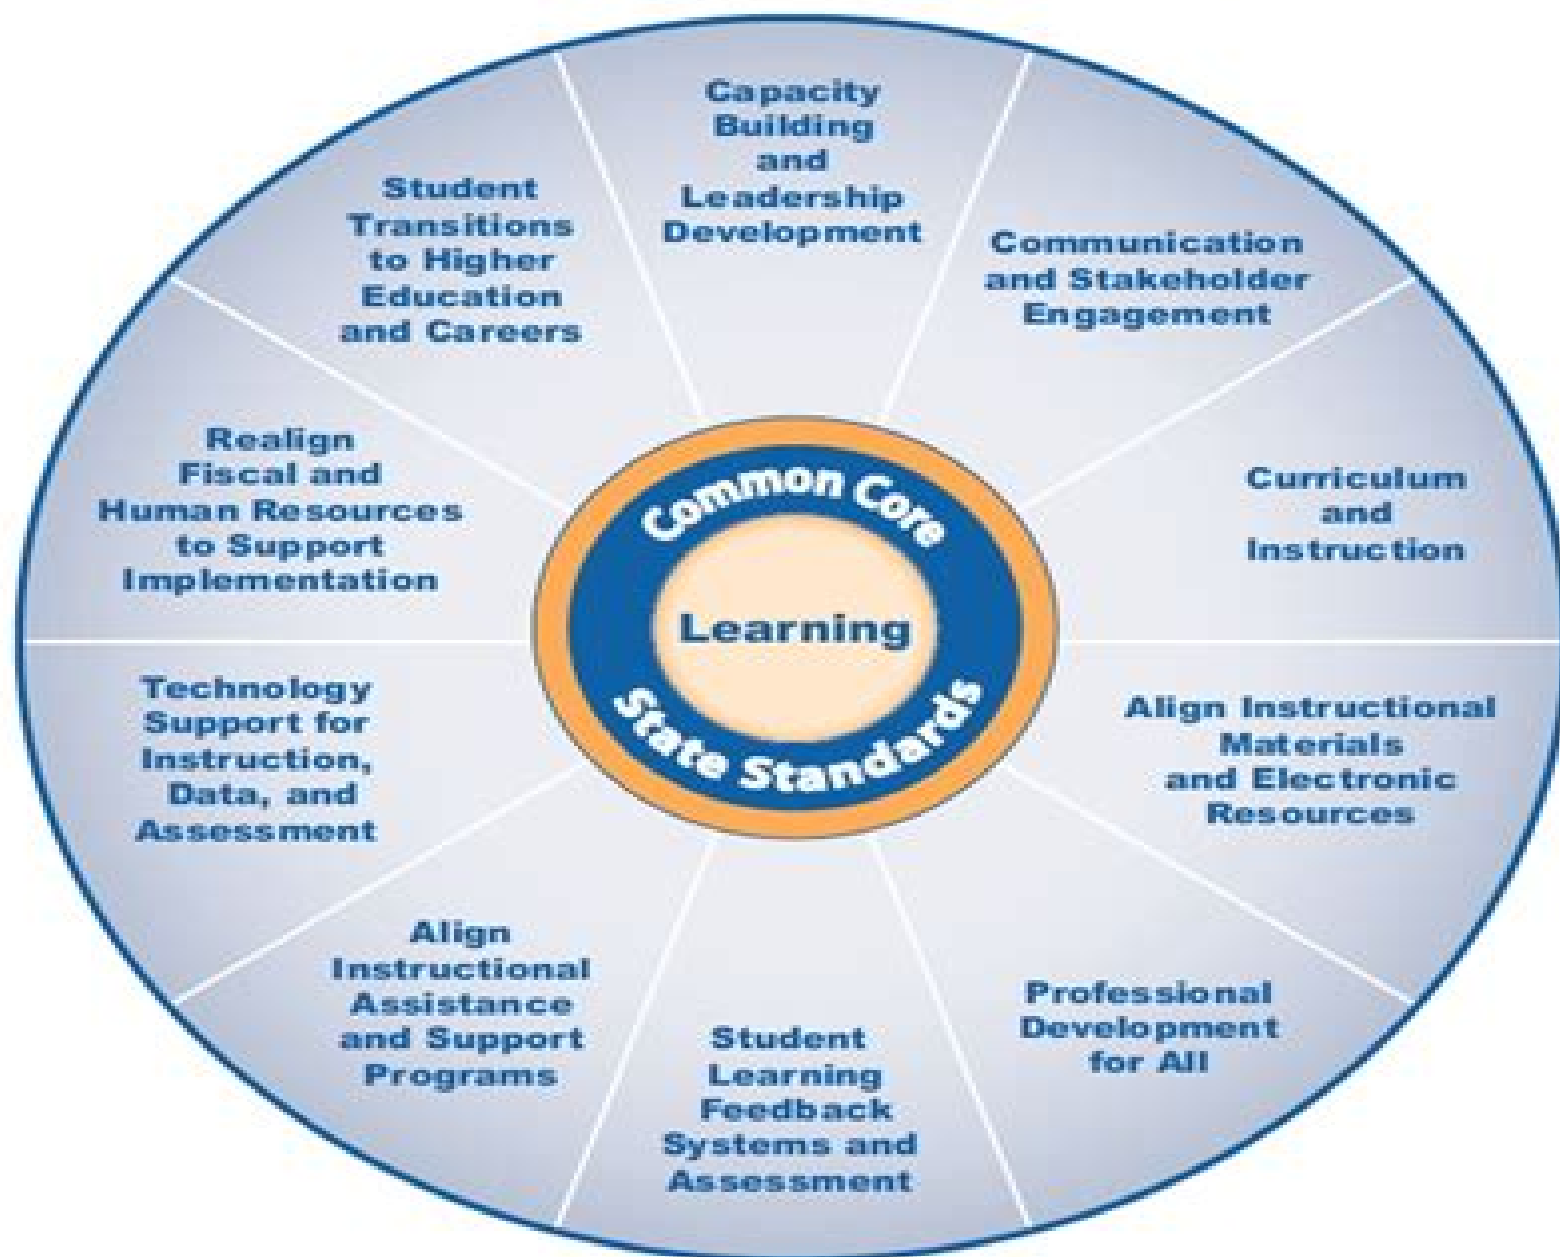 Capacity
Building
and
Leadership
Development
Communication
and Stakeholder
Engagement
Curriculum
and
Instruction
Align Instructional
Materials
and Electronic
Resources
Professional
Development
for All
Student
Learning
Feedback
Systems and
Assessment
Align
Instructional
Assistance
and Support
Programs
Technology
Support for
Instruction,
Data, and
Assessment
Realign
Fiscal and
Human Resources
to Support
Implementation
Student
Transitions
to Higher
Education
and Careers
Common Core
Learning
State Standards